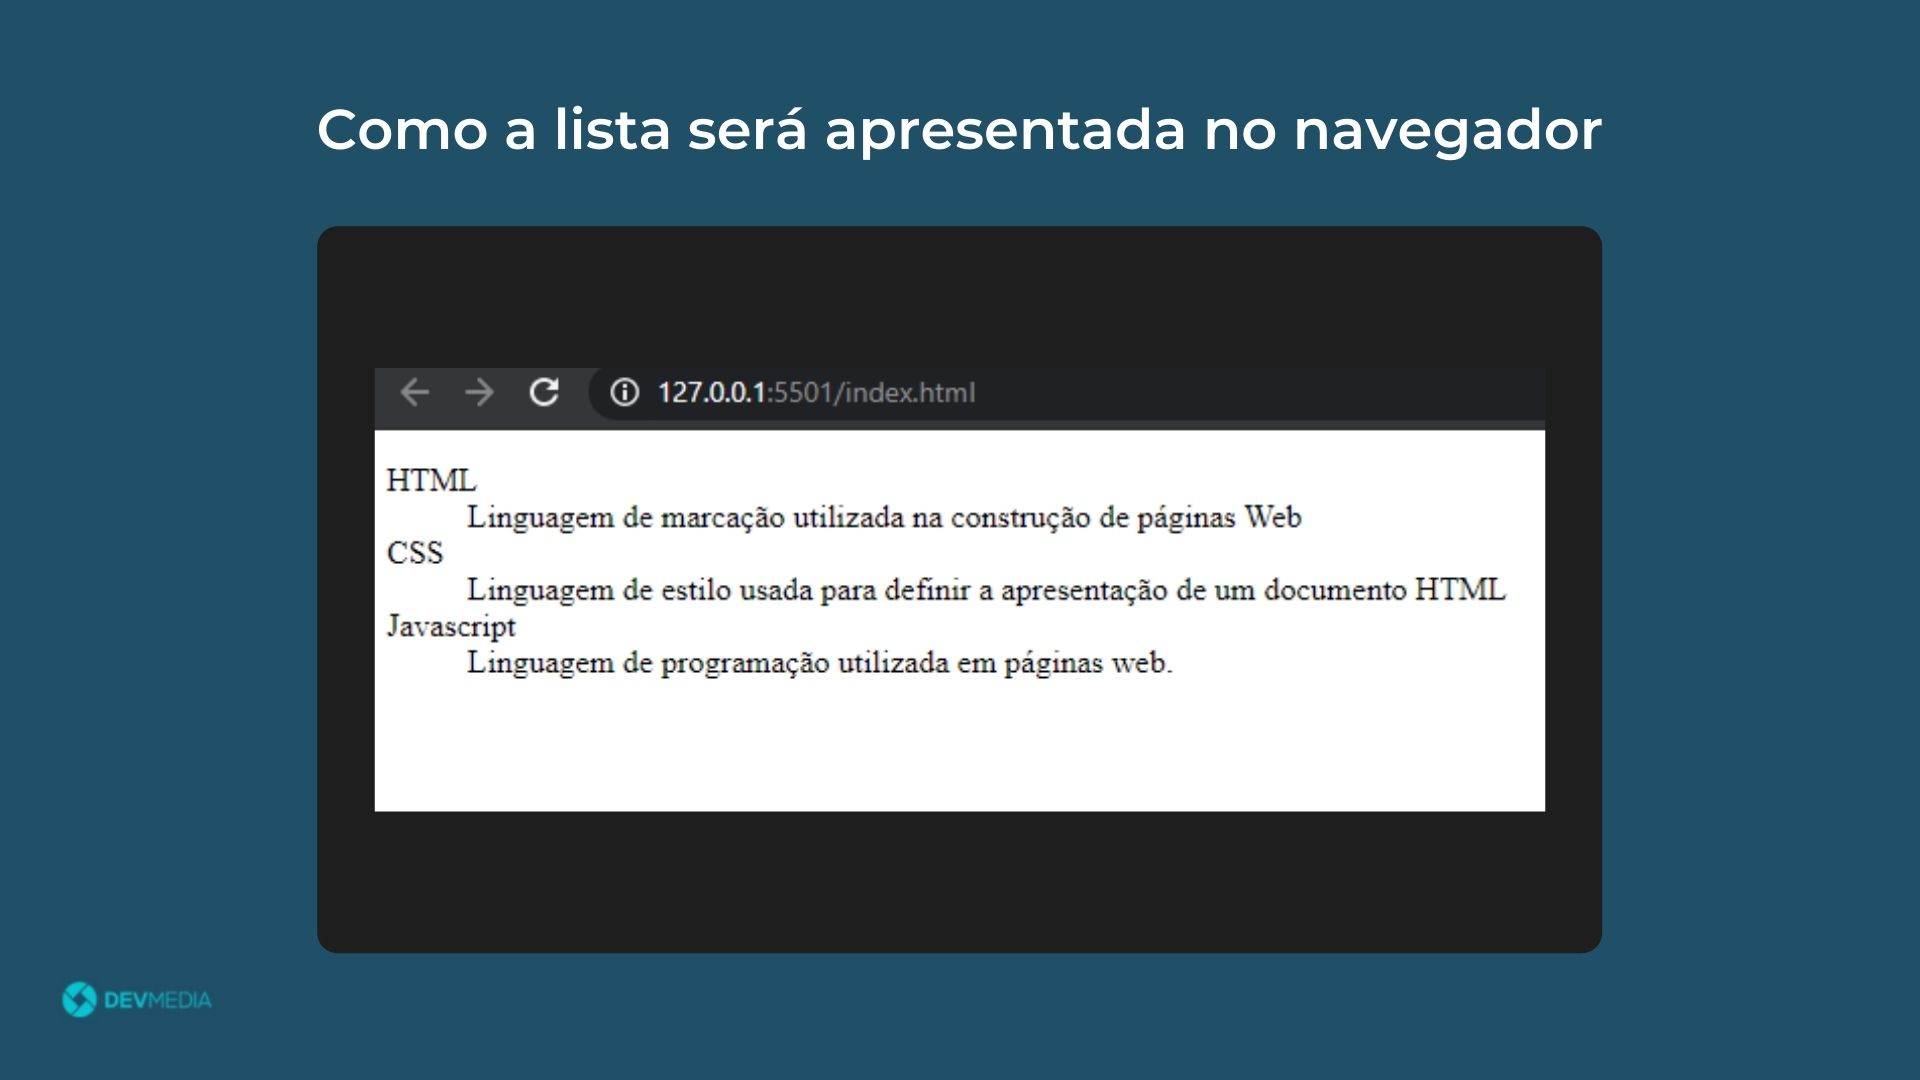 Como a lista será apresentada no navegador
127.0.0.1:5501/index.html
HTML
Linguagem de marcação utilizada na construção de páginas Web
CSS
Linguagem de estilo usada para definir a apresentação de um documento HTML
Javascript
Linguagem de programação utilizada em páginas web.
DEVMEDIA